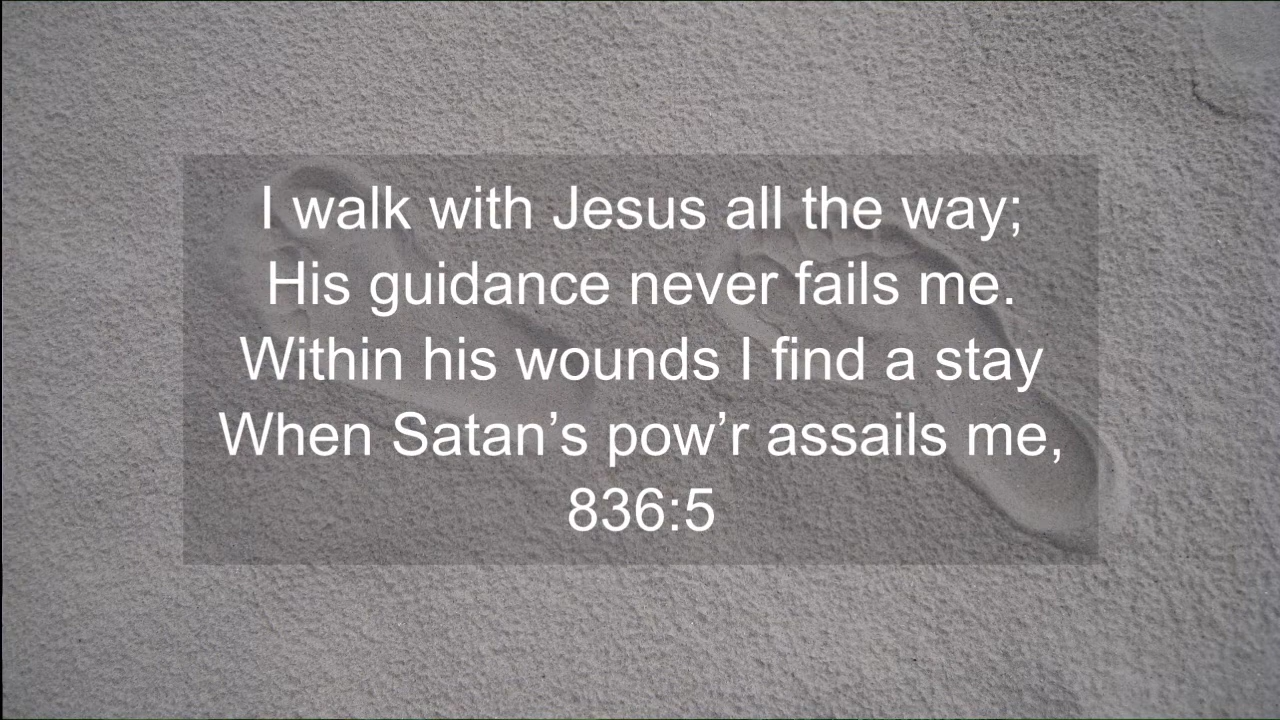 I walk with Jesus all the way;
His guidance never fails me.
Within his wounds I find a stay
When Satan’s pow’r assails me,
836:5